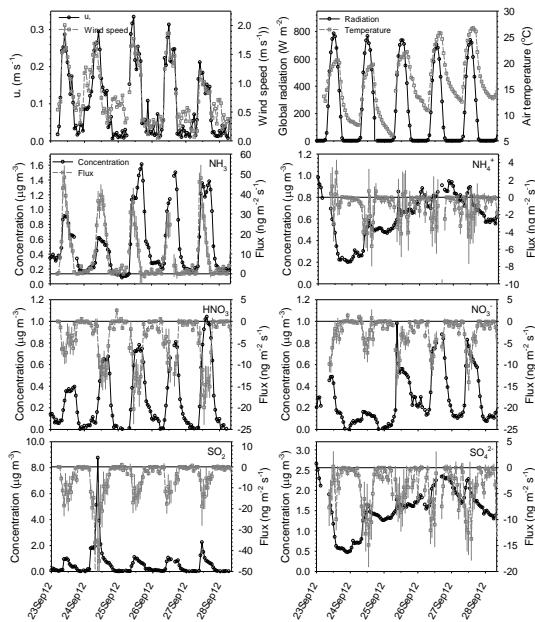 u*
Wind speed
u* (m s-1)
0.3
0.2
0.1
0.0
2.0
1.5
1.0
0.5
0.0
Wind speed (m s-1)
Radiation
Temperature
Global radiation (W m-2)
800
600
400
200
0
30
25
20
15
10
5
Air temperature (°C)
Concentration
Flux
NH3
Concentration (µg m-3)
1.6
1.4
1.2
1.0
0.8
0.6
0.4
0.2
0.0
60
50
40
30
20
10
0
Flux (ng m-2 s-1)
NH4+
Concentration (µg m-3)
1.2
1.0
0.8
0.6
0.4
0.2
0.0
4
2
0
-2
-4
-6
-8
-10
Flux (ng m-2 s-1)
HNO3
Concentration (µg m-3)
1.2
1.0
0.8
0.6
0.4
0.2
0.0
5
0
-5
-10
-15
-20
-25
Flux (ng m-2 s-1)
NO3-
Concentration (µg m-3)
1.2
1.0
0.8
0.6
0.4
0.2
0.0
5
0
-5
-10
-15
-20
-25
Flux (ng m-2 s-1)
SO2
Concentration (µg m-3)
10.0
8.0
6.0
4.0
2.0
0.0
10
0
-10
-20
-30
-40
-50
Flux (ng m-2 s-1)
SO42-
Concentration (µg m-3)
3.0
2.5
2.0
1.5
1.0
0.5
0.0
5
0
-5
-10
-15
-20
Flux (ng m-2 s-1)
23Sep12
24Sep12
25Sep12
26Sep12
27Sep12
28Sep12
23Sep12
24Sep12
25Sep12
26Sep12
27Sep12
28Sep12